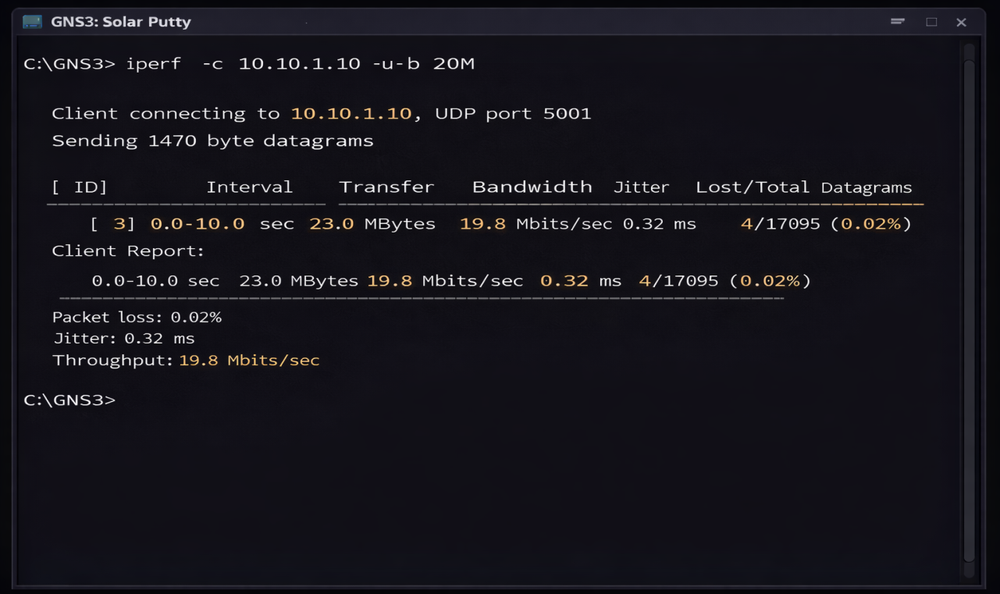 GNS3: Solar Putty
C:\GNS3> iperf -c 10.10.1.10 -u-b 20M
Client connecting to 10.10.1.10, UDP port 5001
Sending 1470 byte datagrams
[ ID] Interval Transfer Bandwidth Jitter Lost/Total Datagrams
[ 3] 0.0-10.0 sec 23.0 MBytes 19.8 Mbits/sec 0.32 ms 4/17095 (0.02%)
Client Report:
0.0-10.0 sec 23.0 MBytes 19.8 Mbits/sec 0.32 ms 4/17095 (0.02%)
Packet loss: 0.02%
Jitter: 0.32 ms
Throughput: 19.8 Mbits/sec
C:\GNS3>